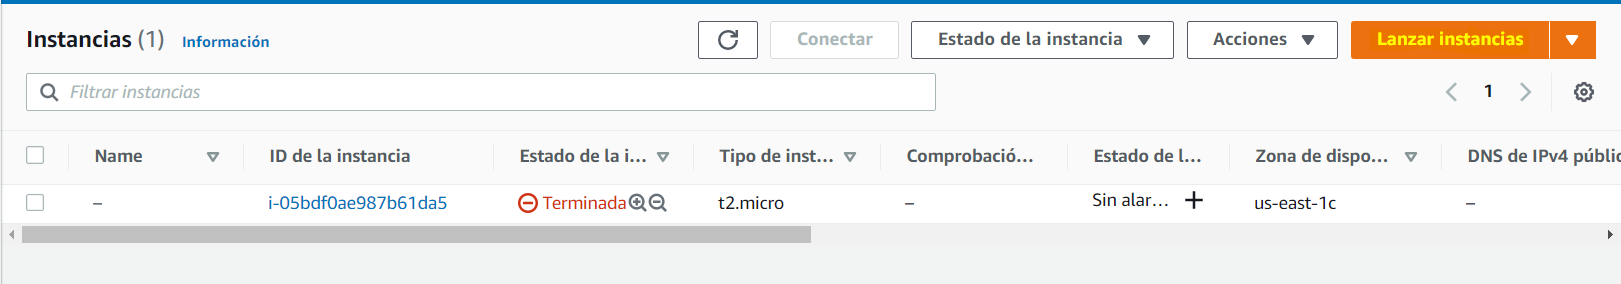 Instancias (1) Información Conectar Estado de la instancia Acciones Lanzar instancias
Filtrar instancias 1
Name ID de la instancia Estado de la i... Tipo de inst... Comprobació... Estado de l... Zona de dispo... DNS de IPv4 públic
– i-05bdf0ae987b61da5 Terminada t2.micro – Sin alar... us-east-1c –